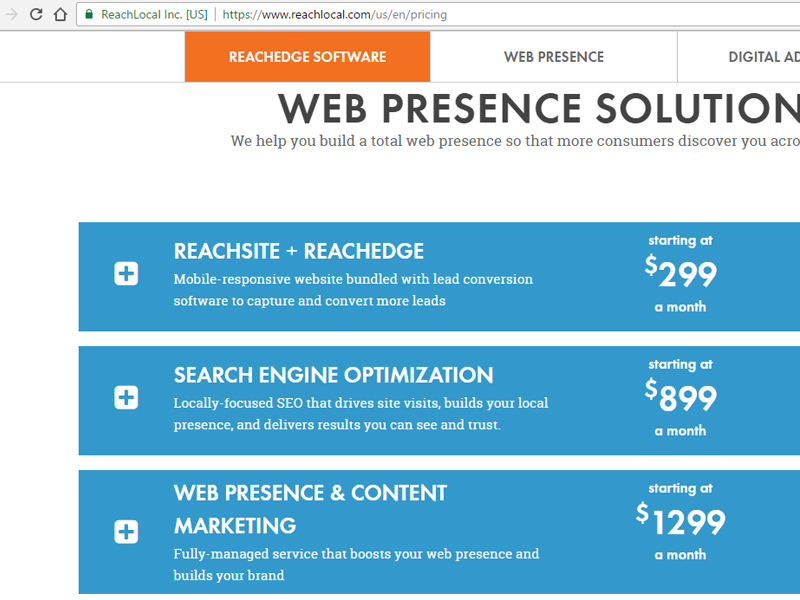 ReachLocal Inc. [US] | https://www.reachlocal.com/us/en/pricing
REACHEDGE SOFTWARE
WEB PRESENCE
DIGITAL AD
WEB PRESENCE SOLUTION
We help you build a total web presence so that more consumers discover you acro
REACHSITE + REACHEDGE
Mobile-responsive website bundled with lead conversion
software to capture and convert more leads
starting at
$299
a month
SEARCH ENGINE OPTIMIZATION
Locally-focused SEO that drives site visits, builds your local
presence, and delivers results you can see and trust.
starting at
$899
a month
WEB PRESENCE & CONTENT
MARKETING
Fully-managed service that boosts your web presence and
builds your brand
starting at
$1299
a month